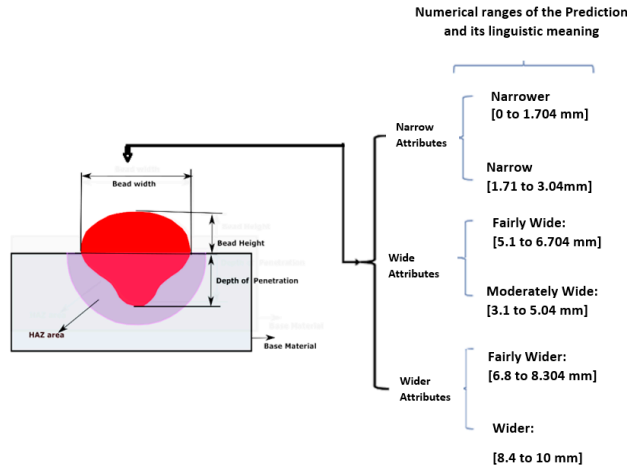 Numerical ranges of the Prediction
and its linguistic meaning
Narrower
[0 to 1.704 mm]
Narrow
Attributes
Narrow
[1.71 to 3.04mm]
Bead width
Bead Height
Depth of Penetration
HAZ area
Base Material
Fairly Wide:
[5.1 to 6.704 mm]
Wide
Attributes
Moderately Wide:
[3.1 to 5.04 mm]
Fairly Wider:
[6.8 to 8.304 mm]
Wider
Attributes
Wider:
[8.4 to 10 mm]